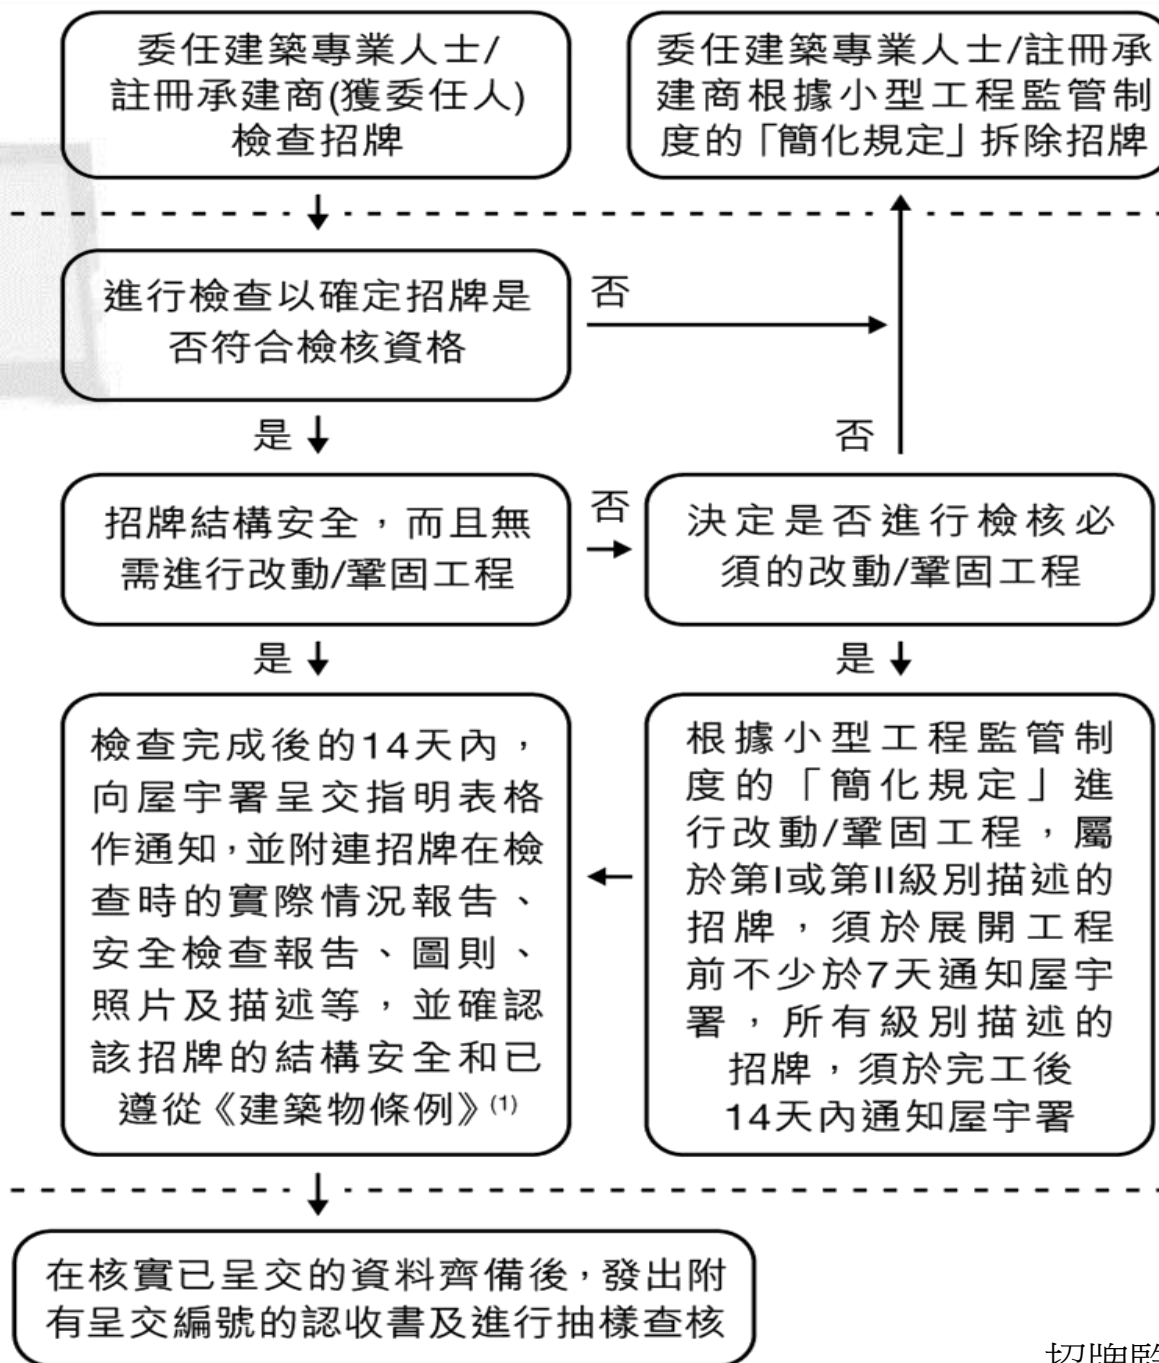 委任建築專業人士/
註冊承建商(獲委任人)
檢查招牌
委任建築專業人士/註冊承
建商根據小型工程監管制
度的「簡化規定」拆除招牌
進行檢查以確定招牌是
否符合檢核資格
否
是
否
招牌結構安全，而且無
需進行改動/鞏固工程
否
決定是否進行檢核必
須的改動/鞏固工程
是
是
檢查完成後的14天內，
向屋宇署呈交指明表格
作通知，並附連招牌在檢
查時的實際情況報告、
安全檢查報告、圖則、
照片及描述等，並確認
該招牌的結構安全和已
遵從《建築物條例》(1)
根據小型工程監管制
度的「簡化規定」進
行改動/鞏固工程，屬
於第I或第II級別描述的
招牌，須於展開工程
前不少於7天通知屋宇
署，所有級別描述的
招牌，須於完工後
14天內通知屋宇署
在核實已呈交的資料齊備後，發出附
有呈交編號的認收書及進行抽樣查核